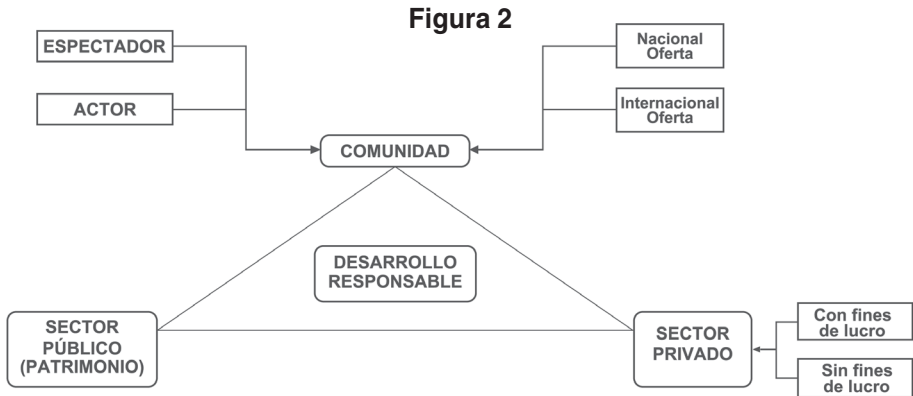 Figura 2
ESPECTADOR
ACTOR
Nacional
Oferta
Internacional
Oferta
COMUNIDAD
DESARROLLO
RESPONSABLE
SECTOR
PÚBLICO
(PATRIMONIO)
SECTOR
PRIVADO
Con fines
de lucro
Sin fines
de lucro